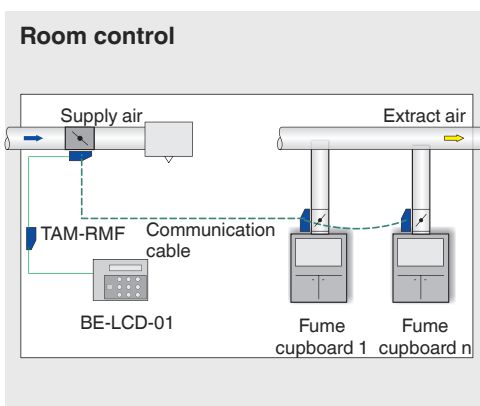 Room control
Supply air
Extract air
TAM-RMF
Communication
cable
BE-LCD-01
Fume
cupboard 1
Fume
cupboard n